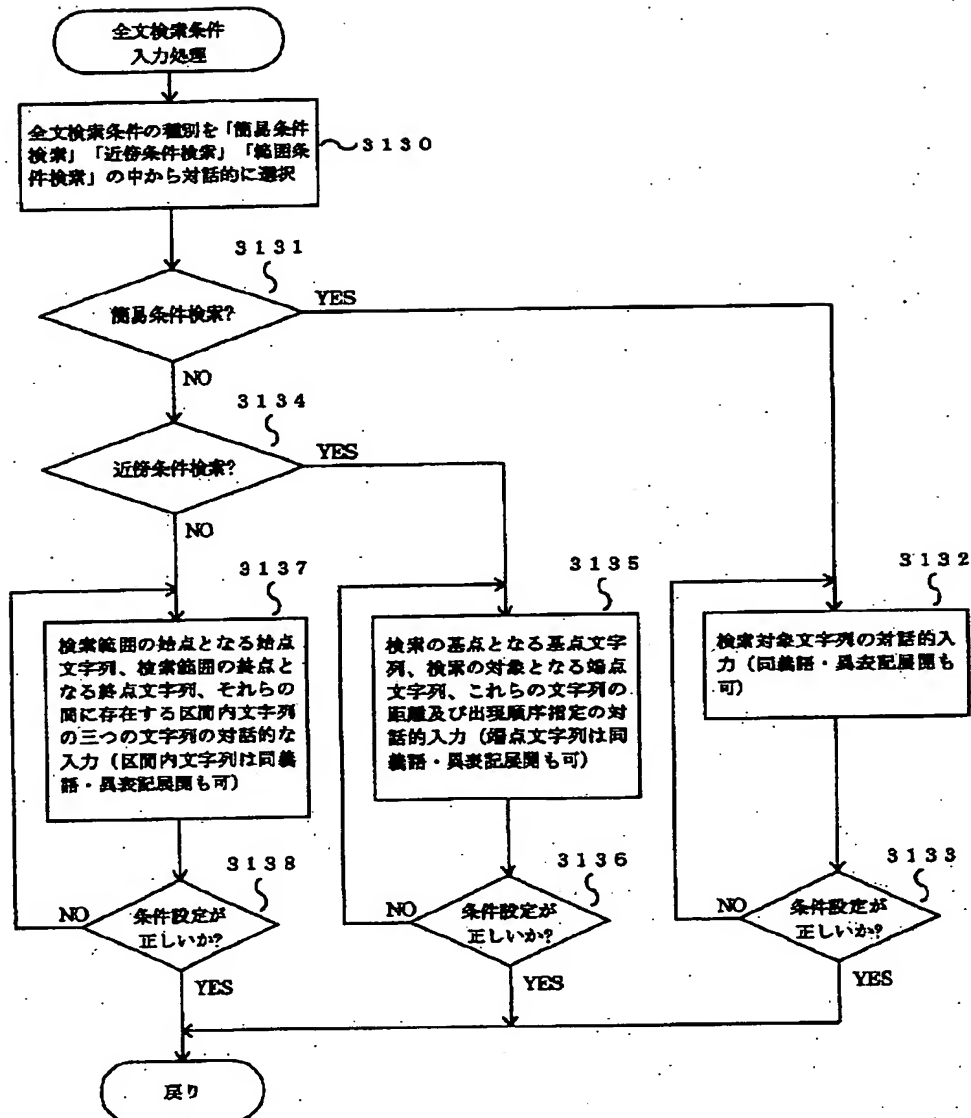 全文検索条件
入力処理
全文検索条件の種別を「簡易条件
検索」「近傍条件検索」「範囲条
件検索」の中から対話的に選択
3130
3131
簡易条件検索?
YES
NO
3134
近傍条件検索?
YES
NO
3137
検索範囲の始点となる始点
文字列、検索範囲の終点と
なる終点文字列、それらの
間に存在する区間内文字列
の三つの文字列の対話的な
入力(区間内文字列は同義
語・異表記展開も可)
3138
条件設定が
正しいか?
NO
YES
3135
検索の基点となる基点文字
列、検索の対象となる端点
文字列、これらの文字列の
距離及び出現順序指定の対
話的入力(端点文字列は同
義語・異表記展開も可)
3136
条件設定が
正しいか?
NO
YES
3132
検索対象文字列の対話的入
力(同義語・異表記展開も
可)
3133
条件設定が
正しいか?
NO
YES
戻り